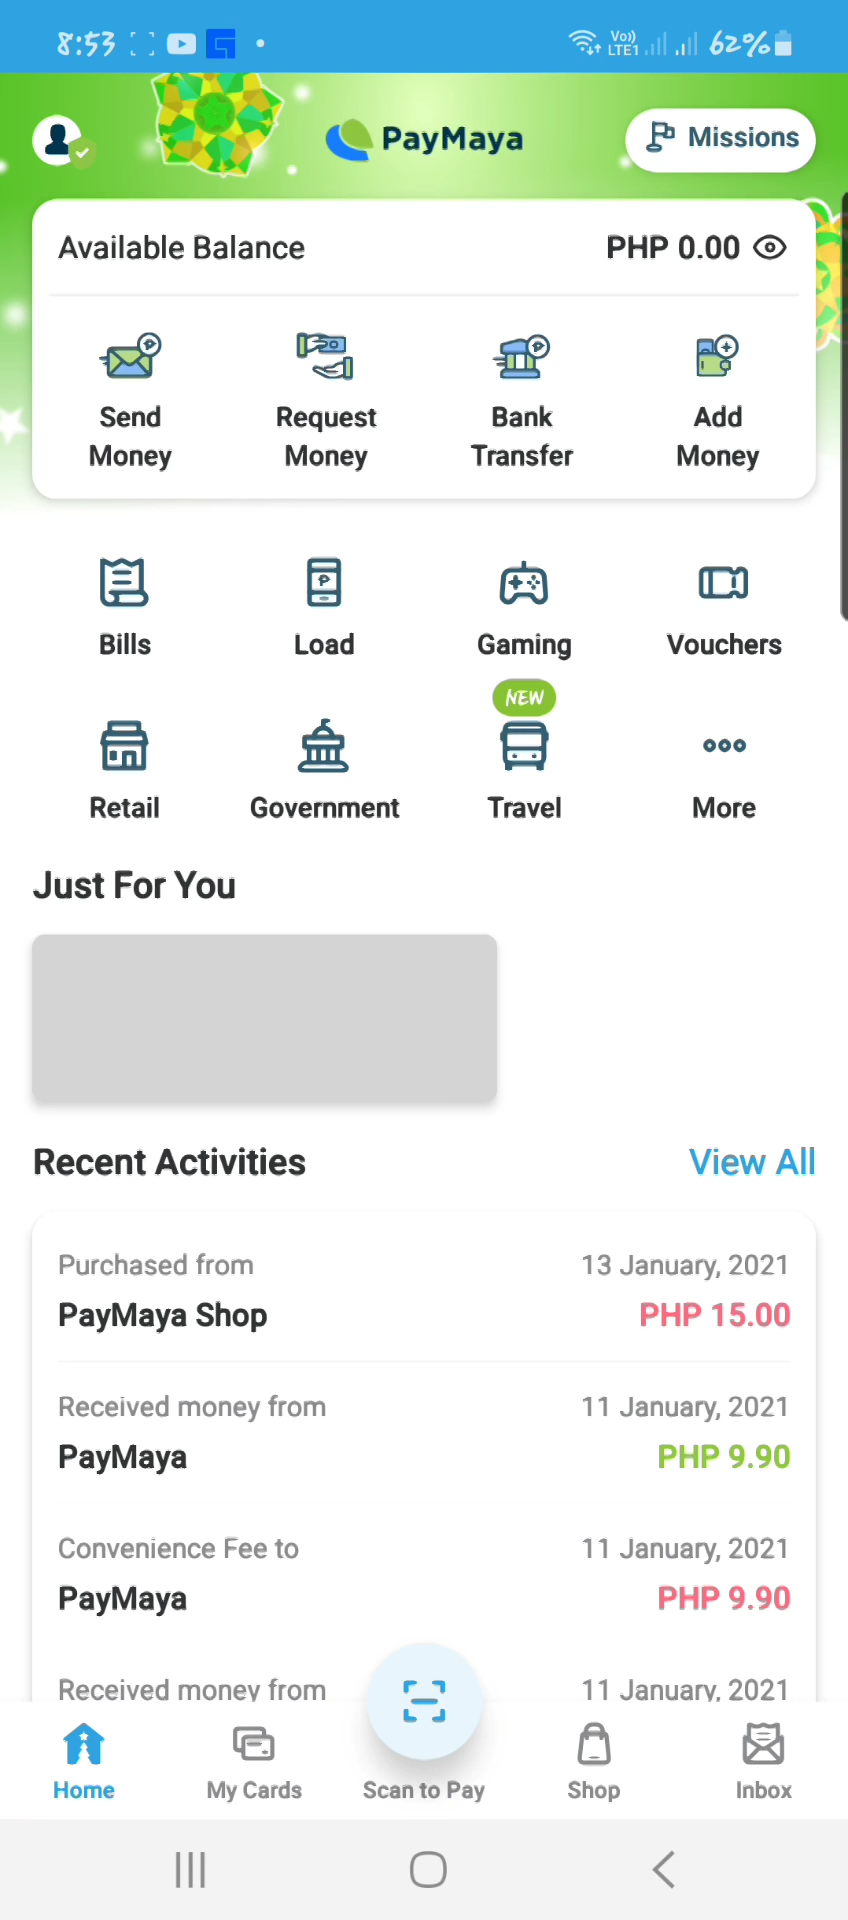 8:53
Vo))
LTE1
62%
PayMaya
Missions
Available Balance
PHP 0.00
Send
Money
Request
Money
Bank
Transfer
Add
Money
Bills
Load
Gaming
Vouchers
NEW
Retail
Government
Travel
More
Just For You
Recent Activities
View All
Purchased from
13 January, 2021
PayMaya Shop
PHP 15.00
Received money from
11 January, 2021
PayMaya
PHP 9.90
Convenience Fee to
11 January, 2021
PayMaya
PHP 9.90
Received money from
11 January, 2021
Home
My Cards
Scan to Pay
Shop
Inbox